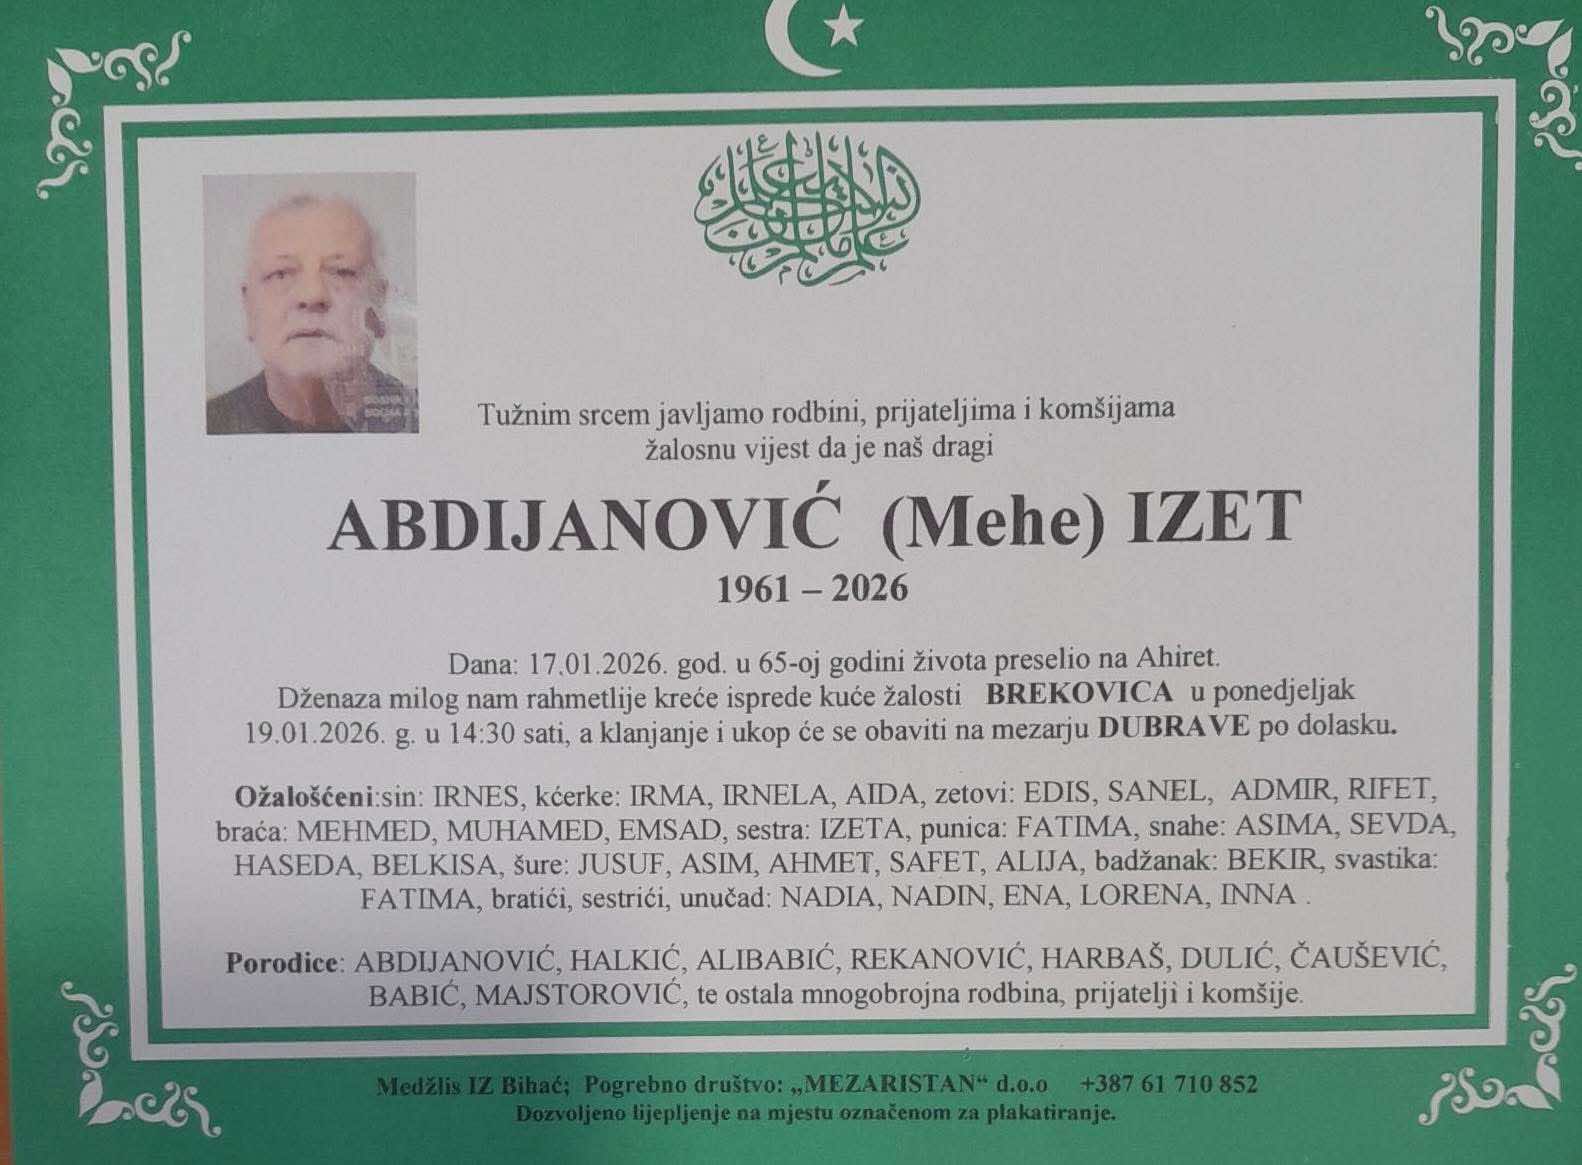 Tužnim srcem javljamo rodbini, prijateljima i komšijama
žalosnu vijest da je naš dragi
ABDIJANOVIĆ (Mehe) IZET
1961 – 2026
Dana: 17.01.2026. god. u 65-oj godini života preselio na Ahiret.
Dženaza milog nam rahmetlije kreće isprede kuće žalosti BREKOVICA u ponedjeljak
19.01.2026. g. u 14:30 sati, a klanjanje i ukop će se obaviti na mezarju DUBRAVE po dolasku.
Ožalošćeni:sin: IRNES, kćerke: IRMA, IRNELA, AIDA, zetovi: EDIS, SANEL, ADMIR, RIFET,
braća: MEHMED, MUHAMED, EMSAD, sestra: IZETA, punica: FATIMA, snahe: ASIMA, SEVDA,
HASEDA, BELKISA, šure: JUSUF, ASIM, AHMET, SAFET, ALIJA, badžanak: BEKIR, svastika:
FATIMA, bratići, sestrići, unučad: NADIA, NADIN, ENA, LORENA, INNA .
Porodice: ABDIJANOVIĆ, HALKIĆ, ALIBABIĆ, REKANOVIĆ, HARBAŠ, DULIĆ, ČAUŠEVIĆ,
BABIĆ, MAJSTOROVIĆ, te ostala mnogobrojna rodbina, prijatelji i komšije.
Medžlis IZ Bihać; Pogrebno društvo: „MEZARISTAN“ d.o.o +387 61 710 852
Dozvoljeno lijepljenje na mjestu označenom za plakatiranje.